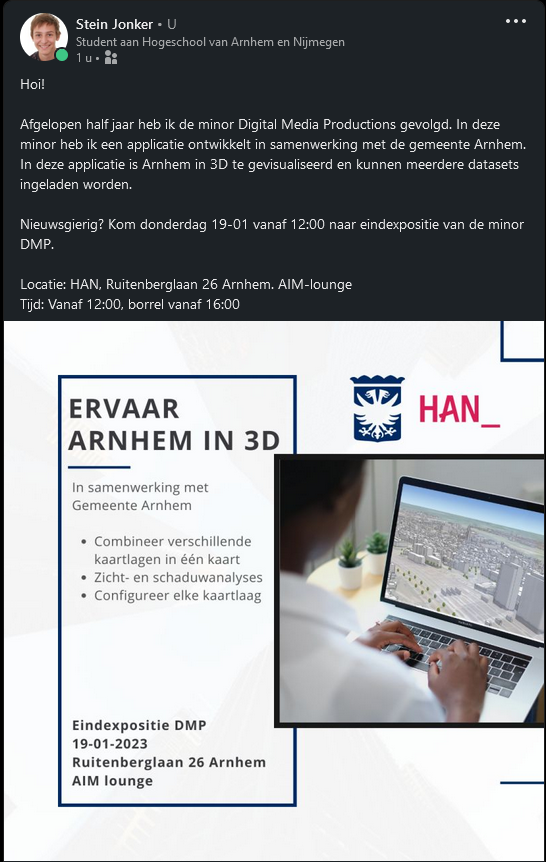 Stein Jonker • U
Student aan Hogeschool van Arnhem en Nijmegen
1 u •
Hoi!
Afgelopen half jaar heb ik de minor Digital Media Productions gevolgd. In deze
minor heb ik een applicatie ontwikkelt in samenwerking met de gemeente Arnhem.
In deze applicatie is Arnhem in 3D te gevisualiseerd en kunnen meerdere datasets
ingeladen worden.
Nieuwsgierig? Kom donderdag 19-01 vanaf 12:00 naar eindexpositie van de minor
DMP.
Locatie: HAN, Ruitenberglaan 26 Arnhem. AIM-lounge
Tijd: Vanaf 12:00, borrel vanaf 16:00
HAN_
ERVAAR
ARNHEM IN 3D
In samenwerking met
Gemeente Arnhem
• Combineer verschillende
kaartlagen in één kaart
• Zicht- en schaduwanalyses
• Configureer elke kaartlaag
Eindexpositie DMP
19-01-2023
Ruitenberglaan 26 Arnhem
AIM lounge